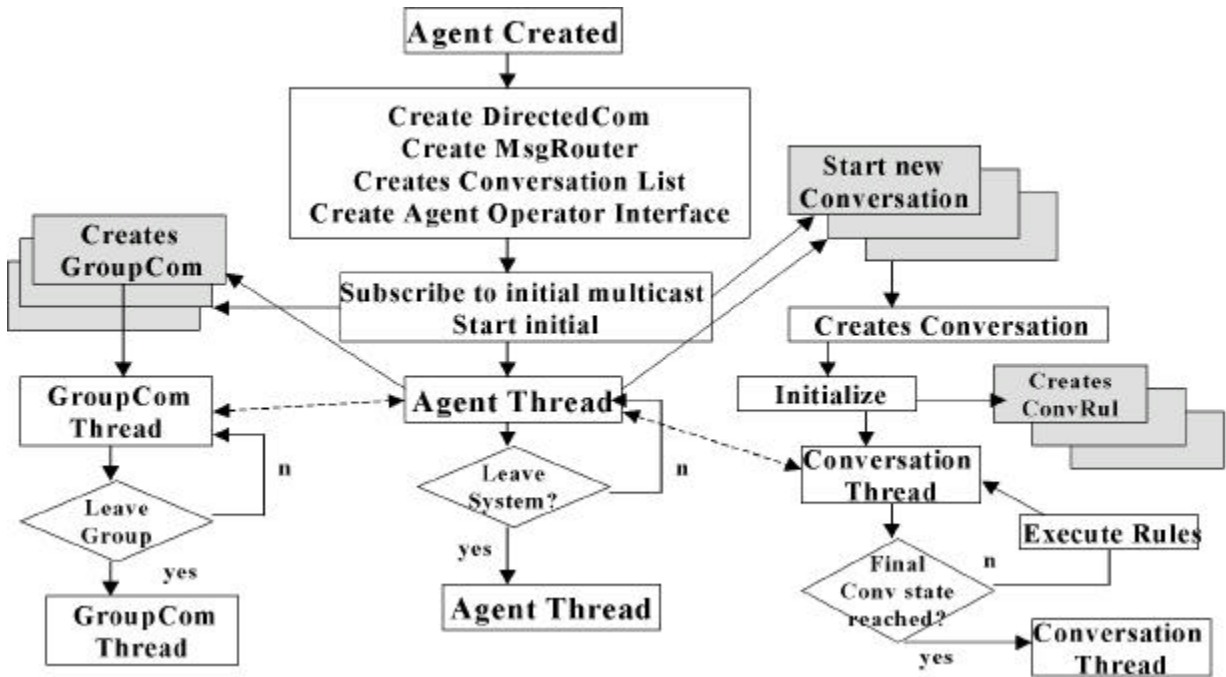 Agent Created
Create DirectedCom
Create MsgRouter
Creates Conversation List
Create Agent Operator Interface
Start new
Conversation
Creates
GroupCom
Subscribe to initial multicast
Start initial
Creates Conversation
GroupCom
Thread
Agent Thread
Initialize
Creates
ConvRul
n
Leave
Group
yes
GroupCom
Thread
Leave
System?
n
yes
Agent Thread
Conversation
Thread
Execute Rules
Final
Conv state
reached?
n
yes
Conversation
Thread